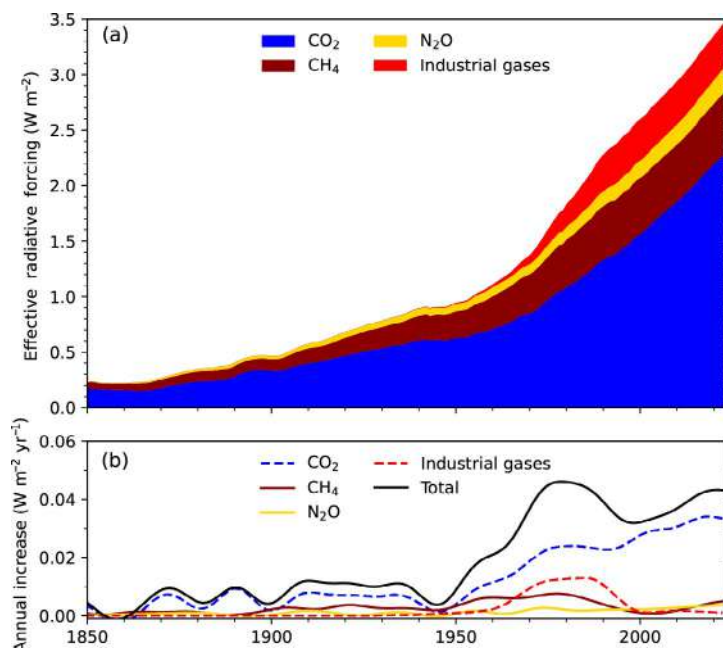 (a)
CO₂
CH₄
N₂O
Industrial gases
Effective radiative forcing (W m⁻²)
3.5
3.0
2.5
2.0
1.5
1.0
0.5
0.0
(b)
CO₂
CH₄
N₂O
Industrial gases
Total
Annual increase (W m⁻² yr⁻¹)
0.06
0.04
0.02
0.00
1850
1900
1950
2000